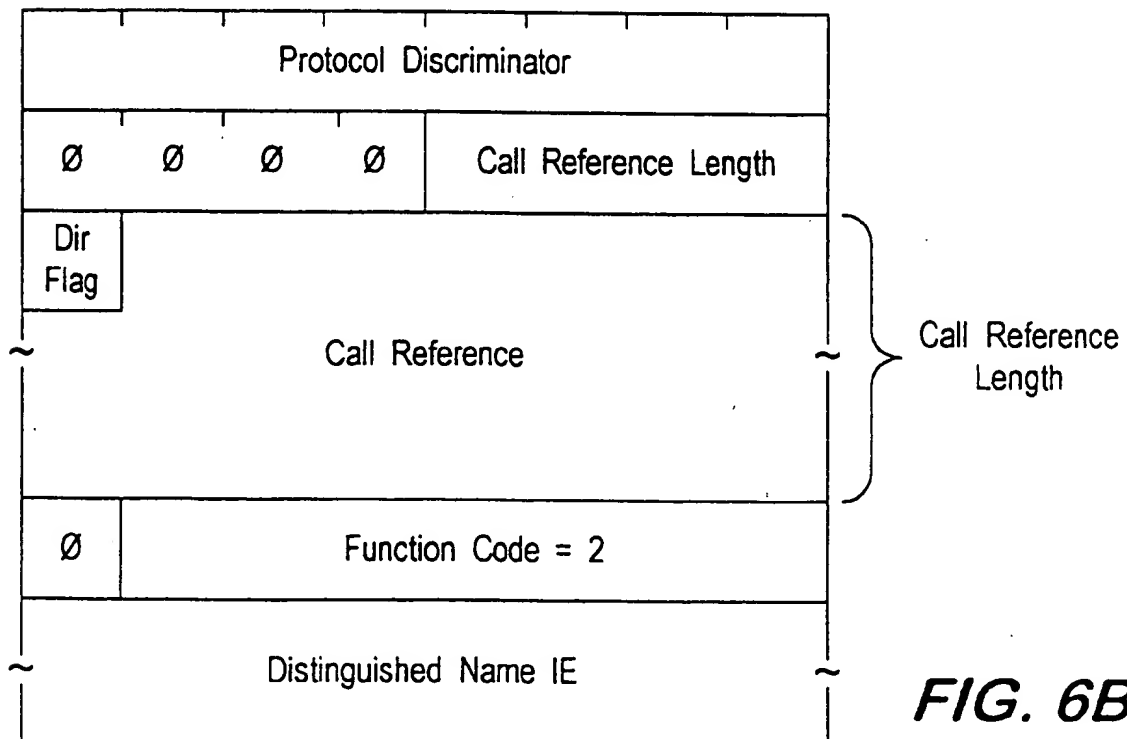 Protocol Discriminator
Ø Ø Ø Ø Call Reference Length
Dir
Flag
Call Reference
Call Reference
Length
Ø Function Code = 2
Distinguished Name IE
FIG. 6B